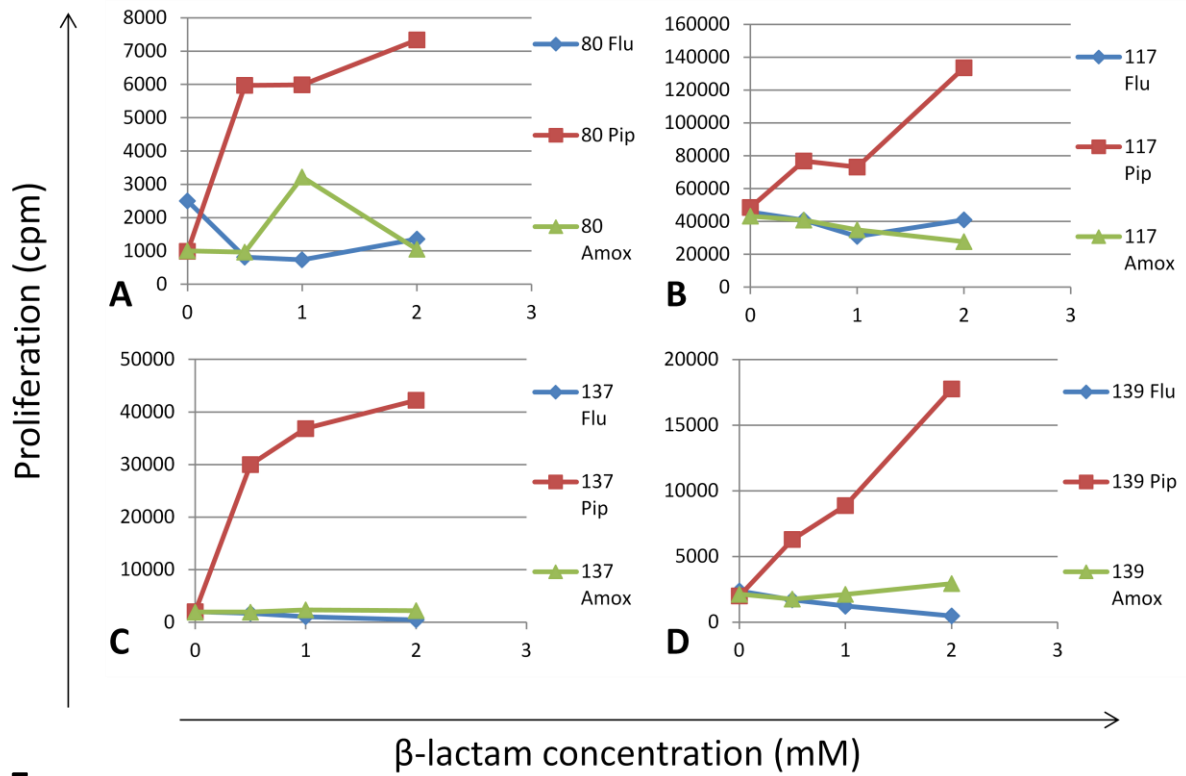 Proliferation (cpm)
8000
7000
6000
5000
4000
3000
2000
1000
0
0
1
2
3
80 Flu
80 Pip
80
Amox
A
160000
140000
120000
100000
80000
60000
40000
20000
0
0
1
2
3
117
Flu
117
Pip
117
Amox
B
50000
40000
30000
20000
10000
0
0
1
2
3
137
Flu
137
Pip
137
Amox
C
20000
15000
10000
5000
0
0
1
2
3
139 Flu
139 Pip
139
Amox
D
β-lactam concentration (mM)